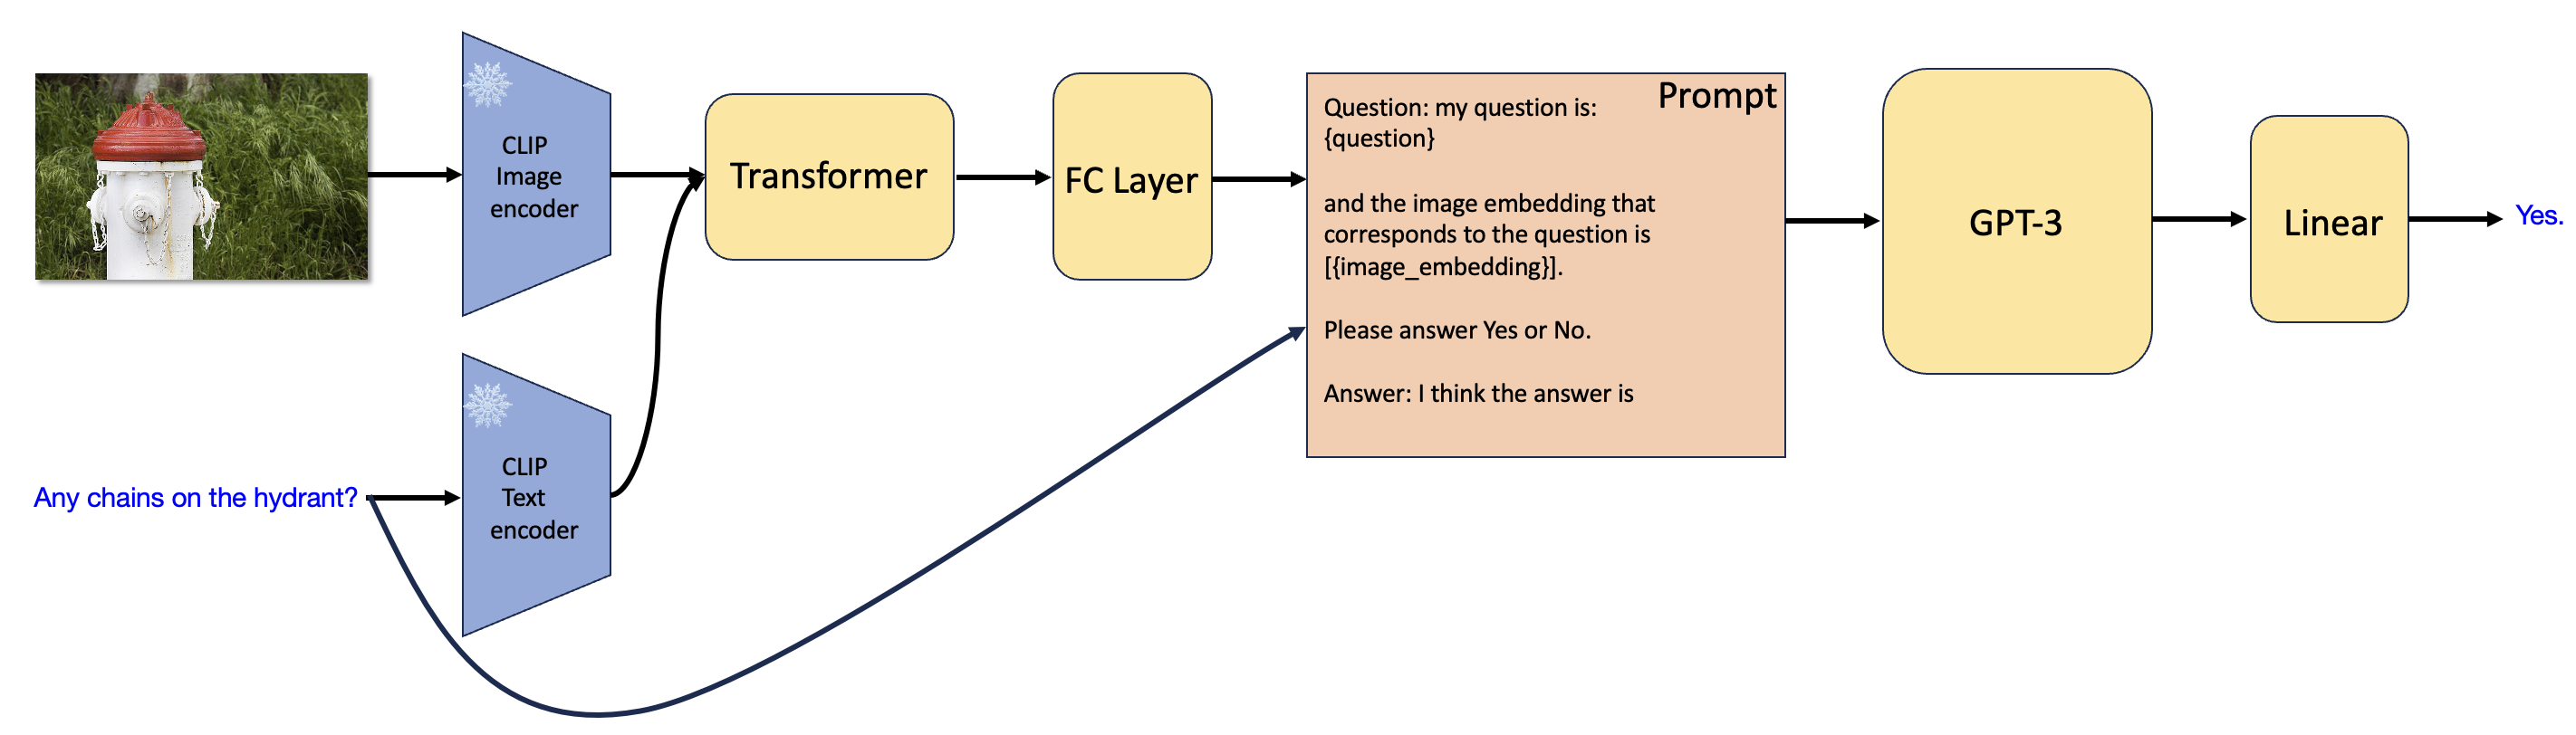 CLIP
Image
encoder
Transformer
FC Layer
Prompt
Question: my question is:
{question}
and the image embedding that
corresponds to the question is
[{image_embedding}].
Please answer Yes or No.
Answer: I think the answer is
GPT-3
Linear
Yes.
Any chains on the hydrant?
CLIP
Text
encoder